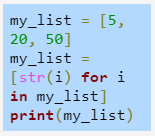 my_list = [5,
20, 50]
my_list =
[str(i) for i
in my_list]
print(my_list)